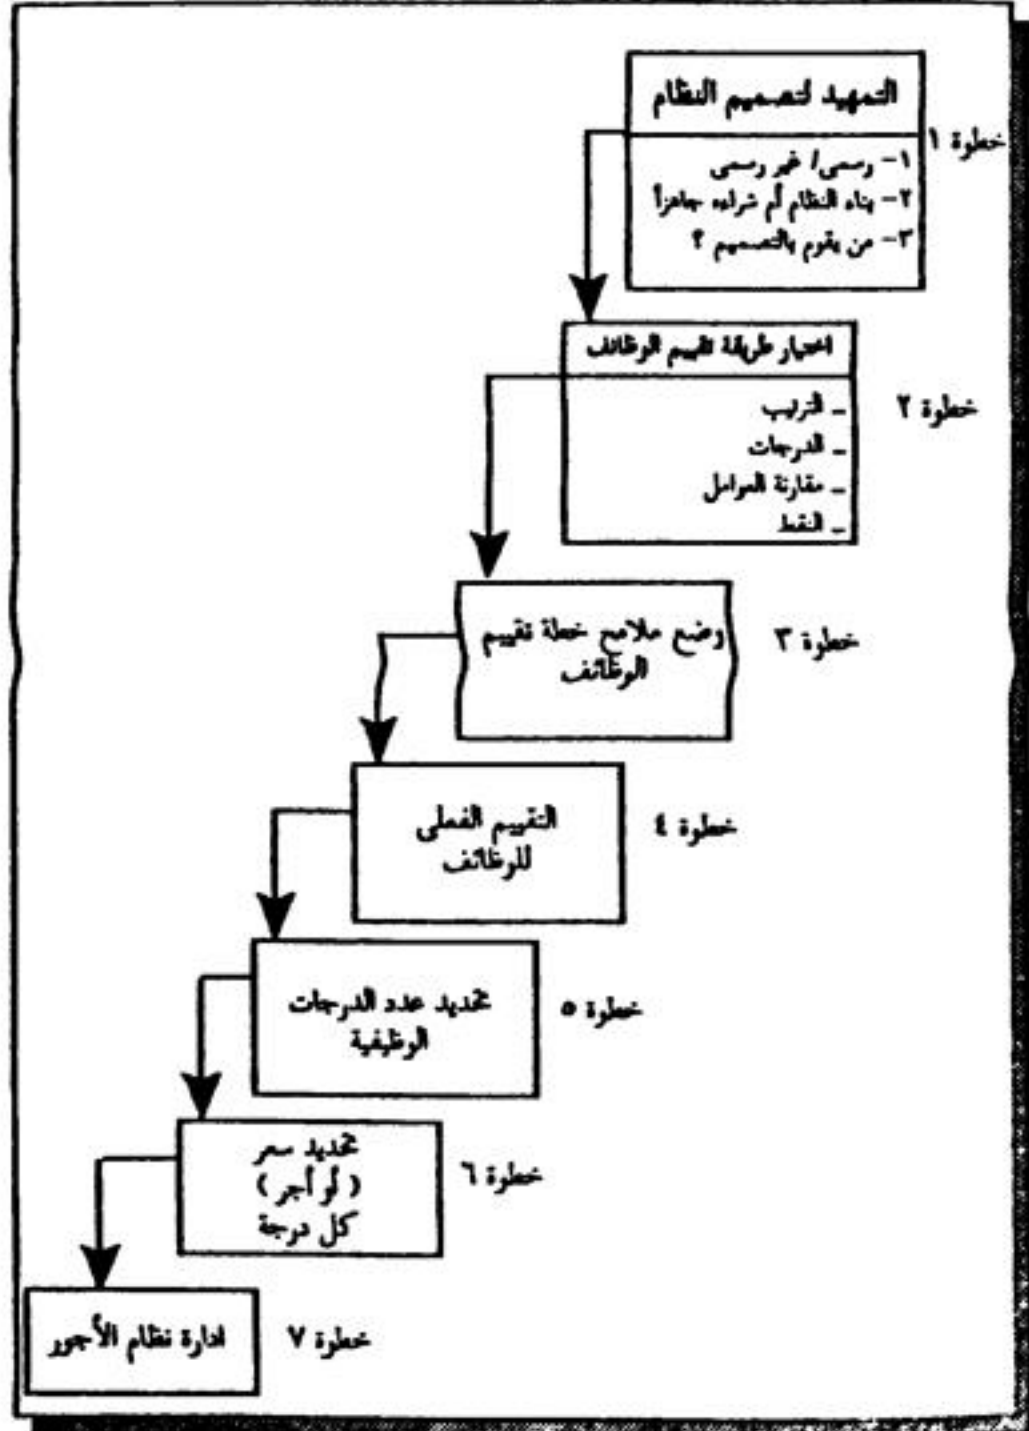 التمهيد لتصميم النظام
خطوة ١
١- رسمى/ غير رسمى
٢- بناء النظام أم شراءه جاهزاً
٣- من يقوم بالتصميم ؟
اختيار طريقة تقييم الوظائف
خطوة ٢
- الترتيب
- الدرجات
- مقارنة العوامل
- النقط
خطوة ٣
وضع ملامح خطة تقييم
الوظائف
خطوة ٤
التقييم الفعلى
للوظائف
خطوة ٥
تحديد عدد الدرجات
الوظيفية
خطوة ٦
تحديد سعر
( أو أجر )
كل درجة
خطوة ٧
ادارة نظام الأجور